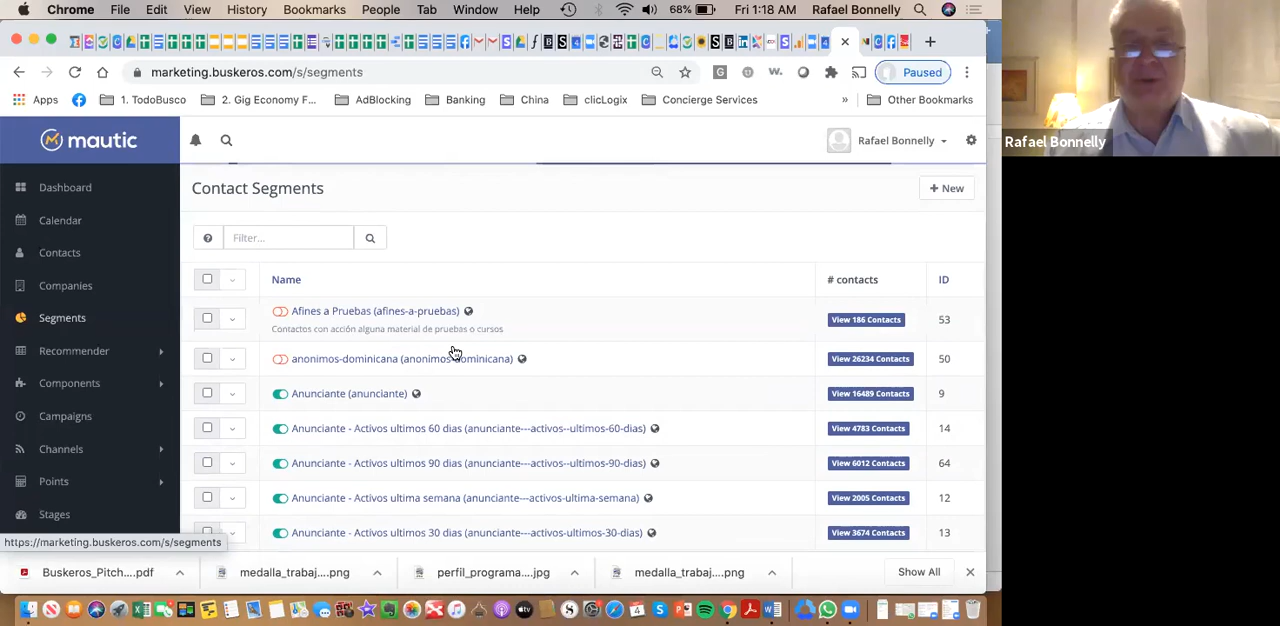 Chrome File Edit View History Bookmarks People Tab Window Help 68% Fri 1:18 AM Rafael Bonnelly
marketing.buskeros.com/s/segments Paused
Apps 1. TodoBusco 2. Gig Economy F... AdBlocking Banking China clicLogix Concierge Services » Other Bookmarks
Rafael Bonnelly
mautic
Rafael Bonnelly
Dashboard
Calendar
Contacts
Companies
Segments
Recommender
Components
Campaigns
Channels
Points
Stages
Contact Segments
+ New
Filter...
Name # contacts ID
Afines a Pruebas (afines-a-pruebas) View 186 Contacts 53
Contactos con acción alguna material de pruebas o cursos
anonimos-dominicana (anonimos-dominicana) View 26234 Contacts 50
Anunciante (anunciante) View 16489 Contacts 9
Anunciante - Activos ultimos 60 dias (anunciante---activos--ultimos-60-dias) View 4783 Contacts 14
Anunciante - Activos ultimos 90 dias (anunciante---activos--ultimos-90-dias) View 6012 Contacts 64
Anunciante - Activos ultima semana (anunciante---activos-ultima-semana) View 2005 Contacts 12
Anunciante - Activos ultimos 30 dias (anunciante---activos-ultimos-30-dias) View 3674 Contacts 13
https://marketing.buskeros.com/s/segments
Buskeros_Pitch....pdf medalla_trabaj....png perfil_programa....jpg medalla_trabaj....png Show All